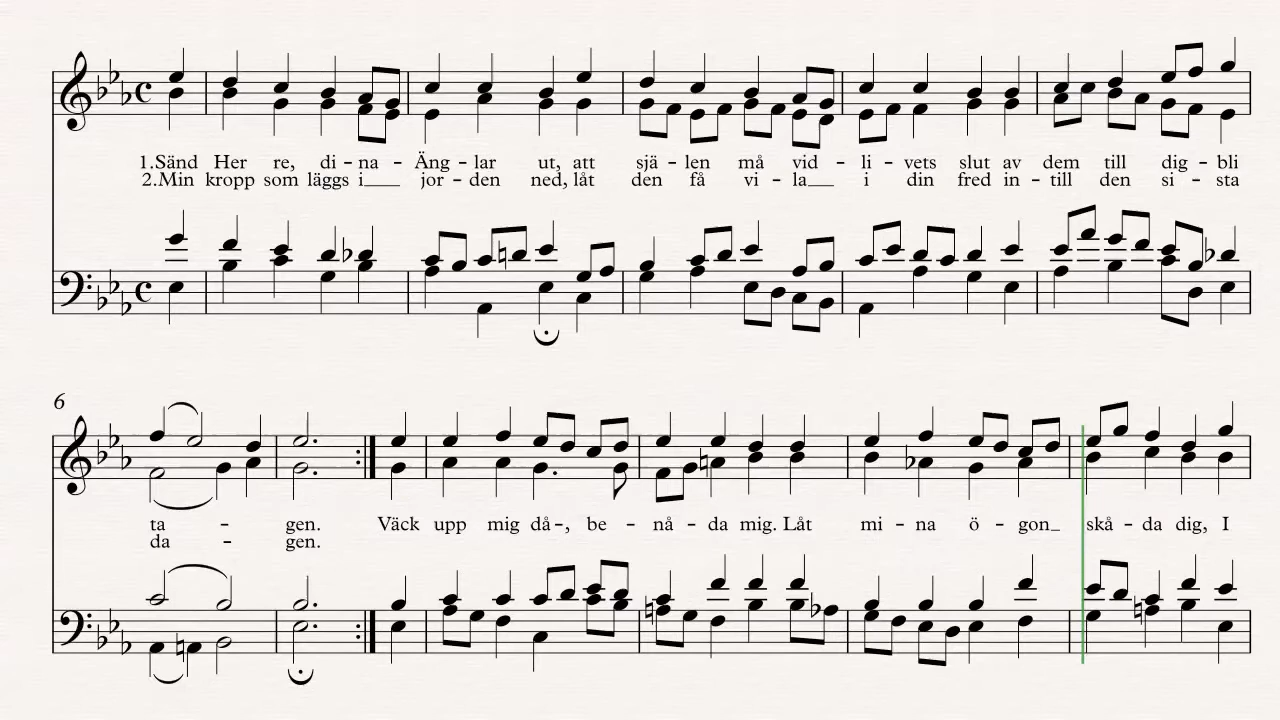 1.Sänd Her re, di - na - Äng - lar ut, att sjä - len må vid - li - vets slut av dem till dig - bli
2.Min kropp som läggs i__ jor - den ned, låt den få vi - la__ i din fred in - till den si - sta
6
ta - gen. Väck upp mig då-, be - nå - da mig. Låt mi - na ö - gon_ skå - da dig, I
da - gen.